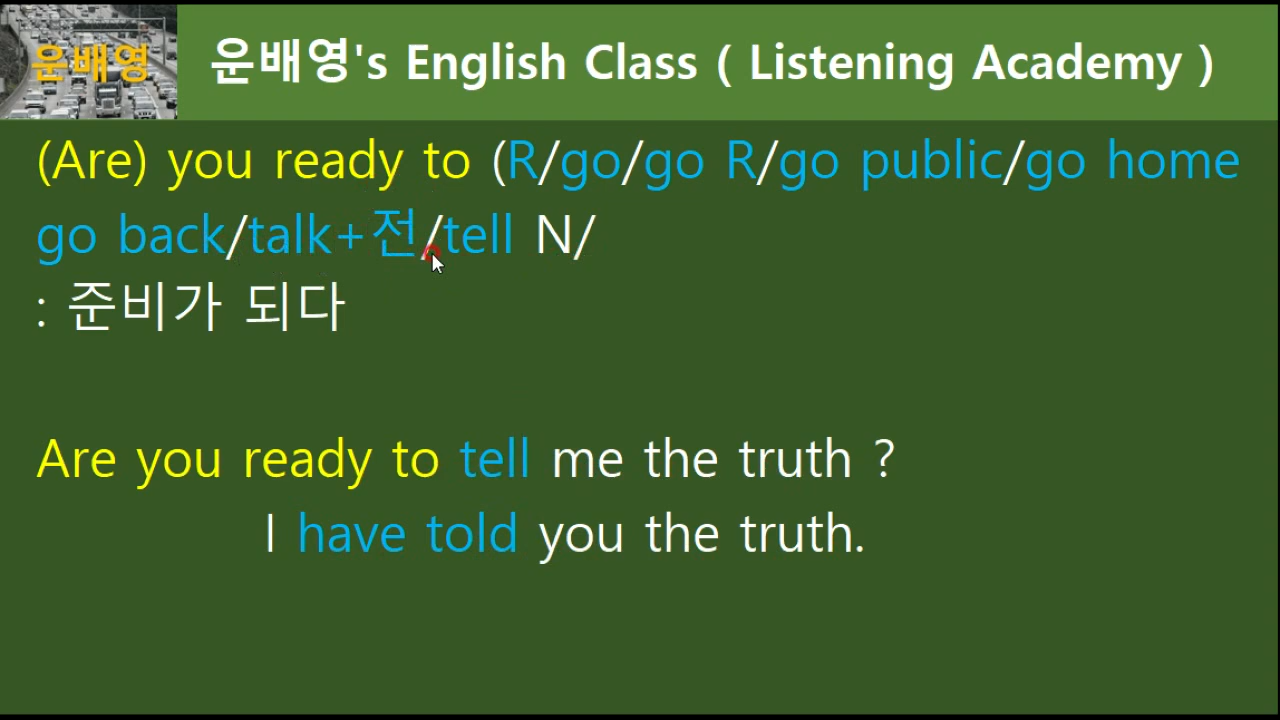 운배영
운배영's English Class ( Listening Academy )
(Are) you ready to (R/go/go R/go public/go home
go back/talk+전/tell N/
: 준비가 되다
Are you ready to tell me the truth ?
I have told you the truth.